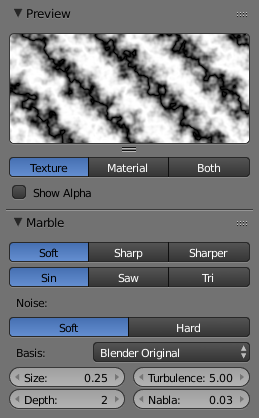 Preview
Texture Material Both
Show Alpha
Marble
Soft Sharp Sharper
Sin Saw Tri
Noise:
Soft Hard
Basis: Blender Original
Size: 0.25 Turbulence: 5.00
Depth: 2 Nabla: 0.03